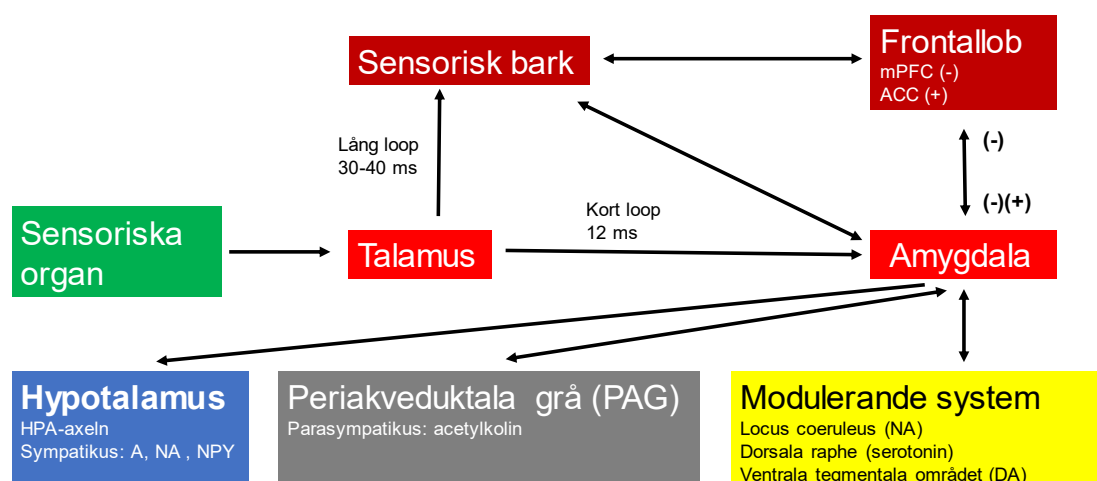 Sensorisk bark
Frontallob
mPFC (-)
ACC (+)
Lång loop
30-40 ms
(-)
Kort loop
12 ms
(-)(+)
Sensoriska
organ
Talamus
Amygdala
Hypotalamus
HPA-axeln
Sympatikus: A, NA , NPY
Periakveduktala grå (PAG)
Parasympatikus: acetylkolin
Modulerande system
Locus coeruleus (NA)
Dorsala raphe (serotonin)
Ventrala tegmentala området (DA)